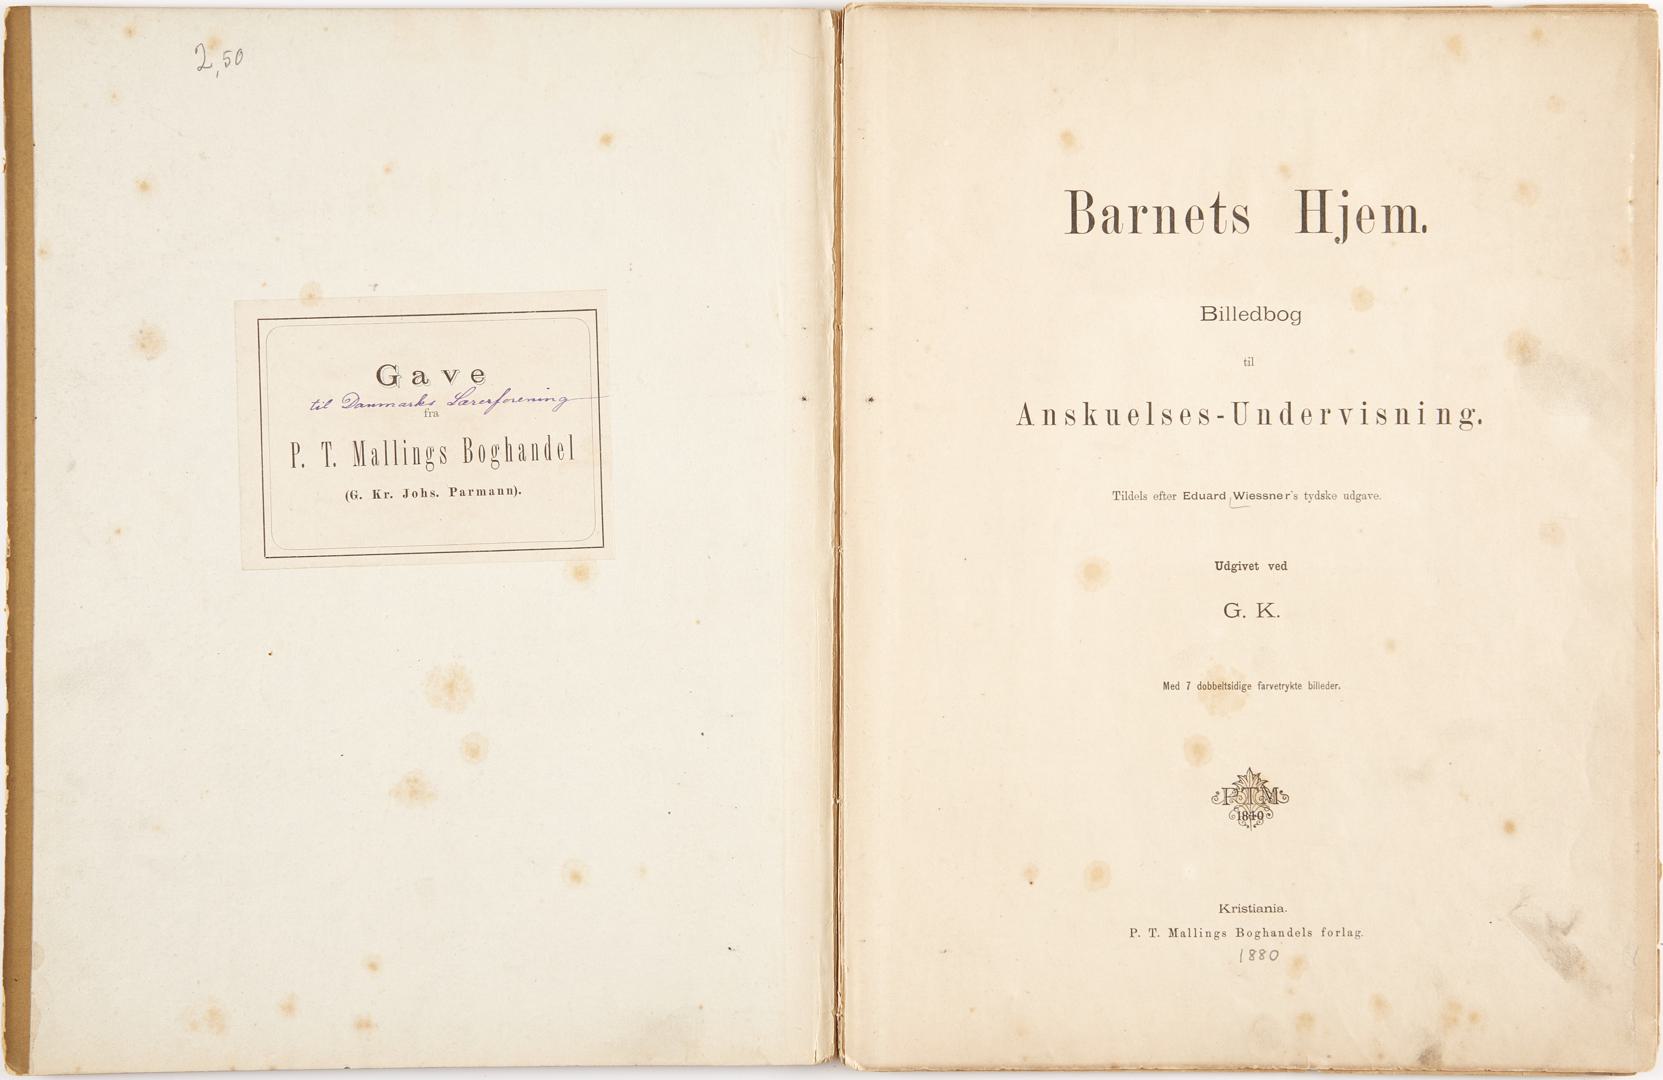 2,50
Gave
til Danmarks Lærerforening
fra
P. T. Mallings Boghandel
(G. Kr. Johs. Parmann).
Barnets Hjem.
Billedbog
til
Anskuelses-Undervisning.
Tildels efter Eduard Wiessner's tydske udgave.
Udgivet ved
G. K.
Med 7 dobbeltsidige farvetrykte billeder.
PTM
1840
Kristiania.
P. T. Mallings Boghandels forlag.
1880